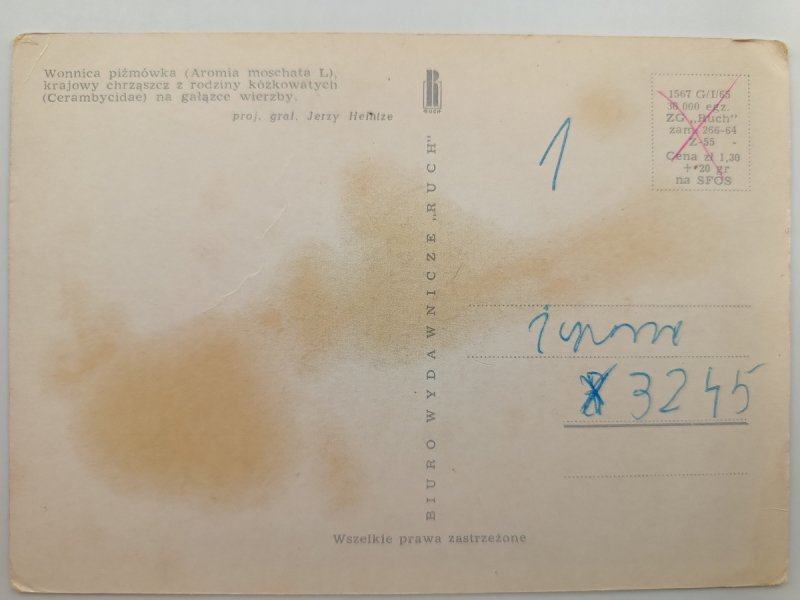 Wonnica piżmówka (Aromia moschata L),
krajowy chrząszcz z rodziny kózkowatych
(Cerambycidae) na gałązce wierzby.
proj. graf. Jerzy Heintze
RUCH
BIURO WYDAWNICZE „RUCH”
1567 G/I/65
30 000 egz.
ZG „Ruch”
zam. 266-64
Z-55
Cena zł 1,30
+ 20 gr
na SFOS
1
3245
Wszelkie prawa zastrzeżone